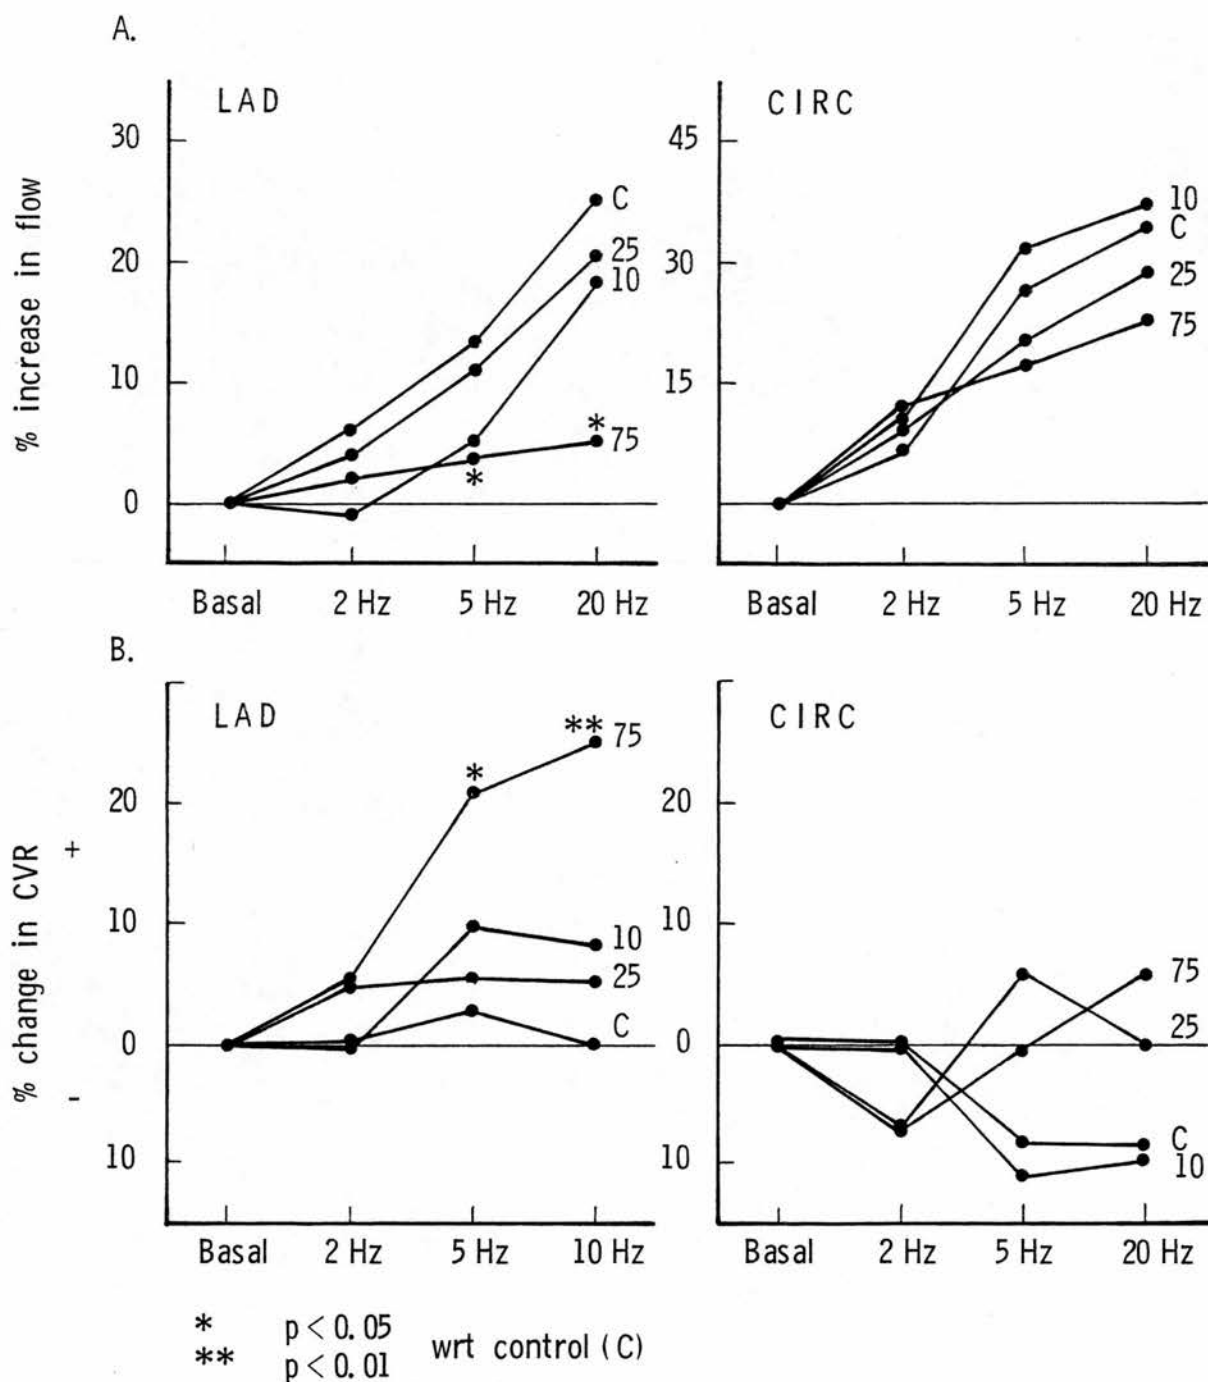 A.
LAD
% increase in flow
30
20
10
0
C
25
10
*
75
*
Basal 2 Hz 5 Hz 20 Hz
CIRC
45
30
15
10
C
25
75
2 Hz 5 Hz 20 Hz
Basal
B.
LAD
% change in CVR
+
-
20
10
0
10
** 75
*
10
25
C
Basal 2 Hz 5 Hz 10 Hz
CIRC
20
10
0
10
75
25
C
10
Basal 2 Hz 5 Hz 20 Hz
* p < 0.05
** p < 0.01
wrt control (C)